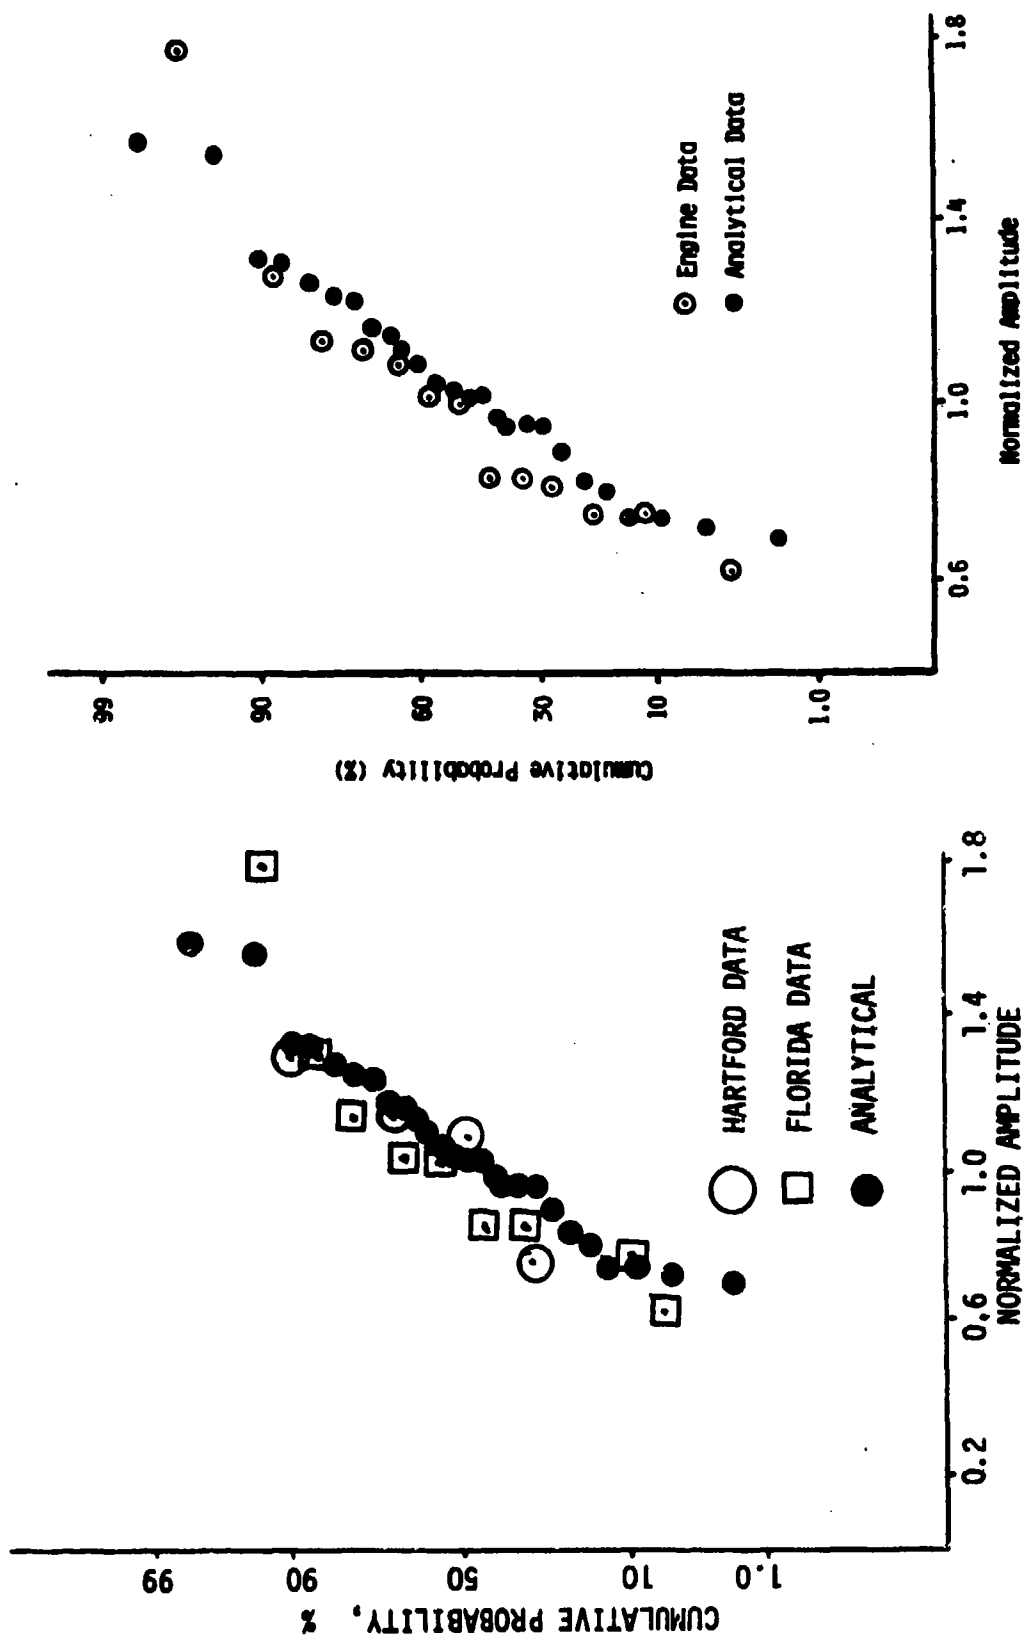 CUMULATIVE PROBABILITY, %
99
90
50
10
1.0
0.2
0.6
1.0
1.4
1.8
NORMALIZED AMPLITUDE
HARTFORD DATA
FLORIDA DATA
ANALYTICAL
Cumulative Probability (%)
99
90
60
30
10
1.0
0.6
1.0
1.4
1.8
Normalized Amplitude
Engine Data
Analytical Data